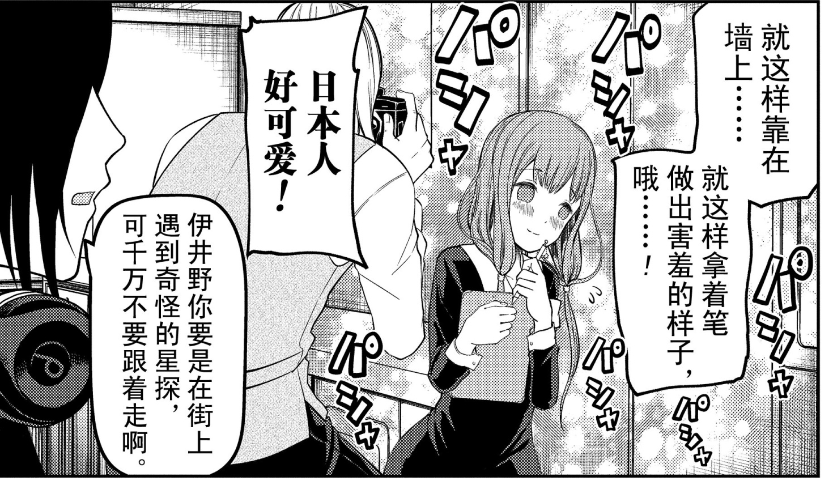 就这样靠在
墙上……
就这样拿着笔
做出害羞的样子，
哦……！
パシャ
パシャ
パシャ
パシャ
パシャ
パシャ
パシャ
日本人
好可爱！
伊井野你要是在街上
遇到奇怪的星探，
可千万不要跟着走啊。